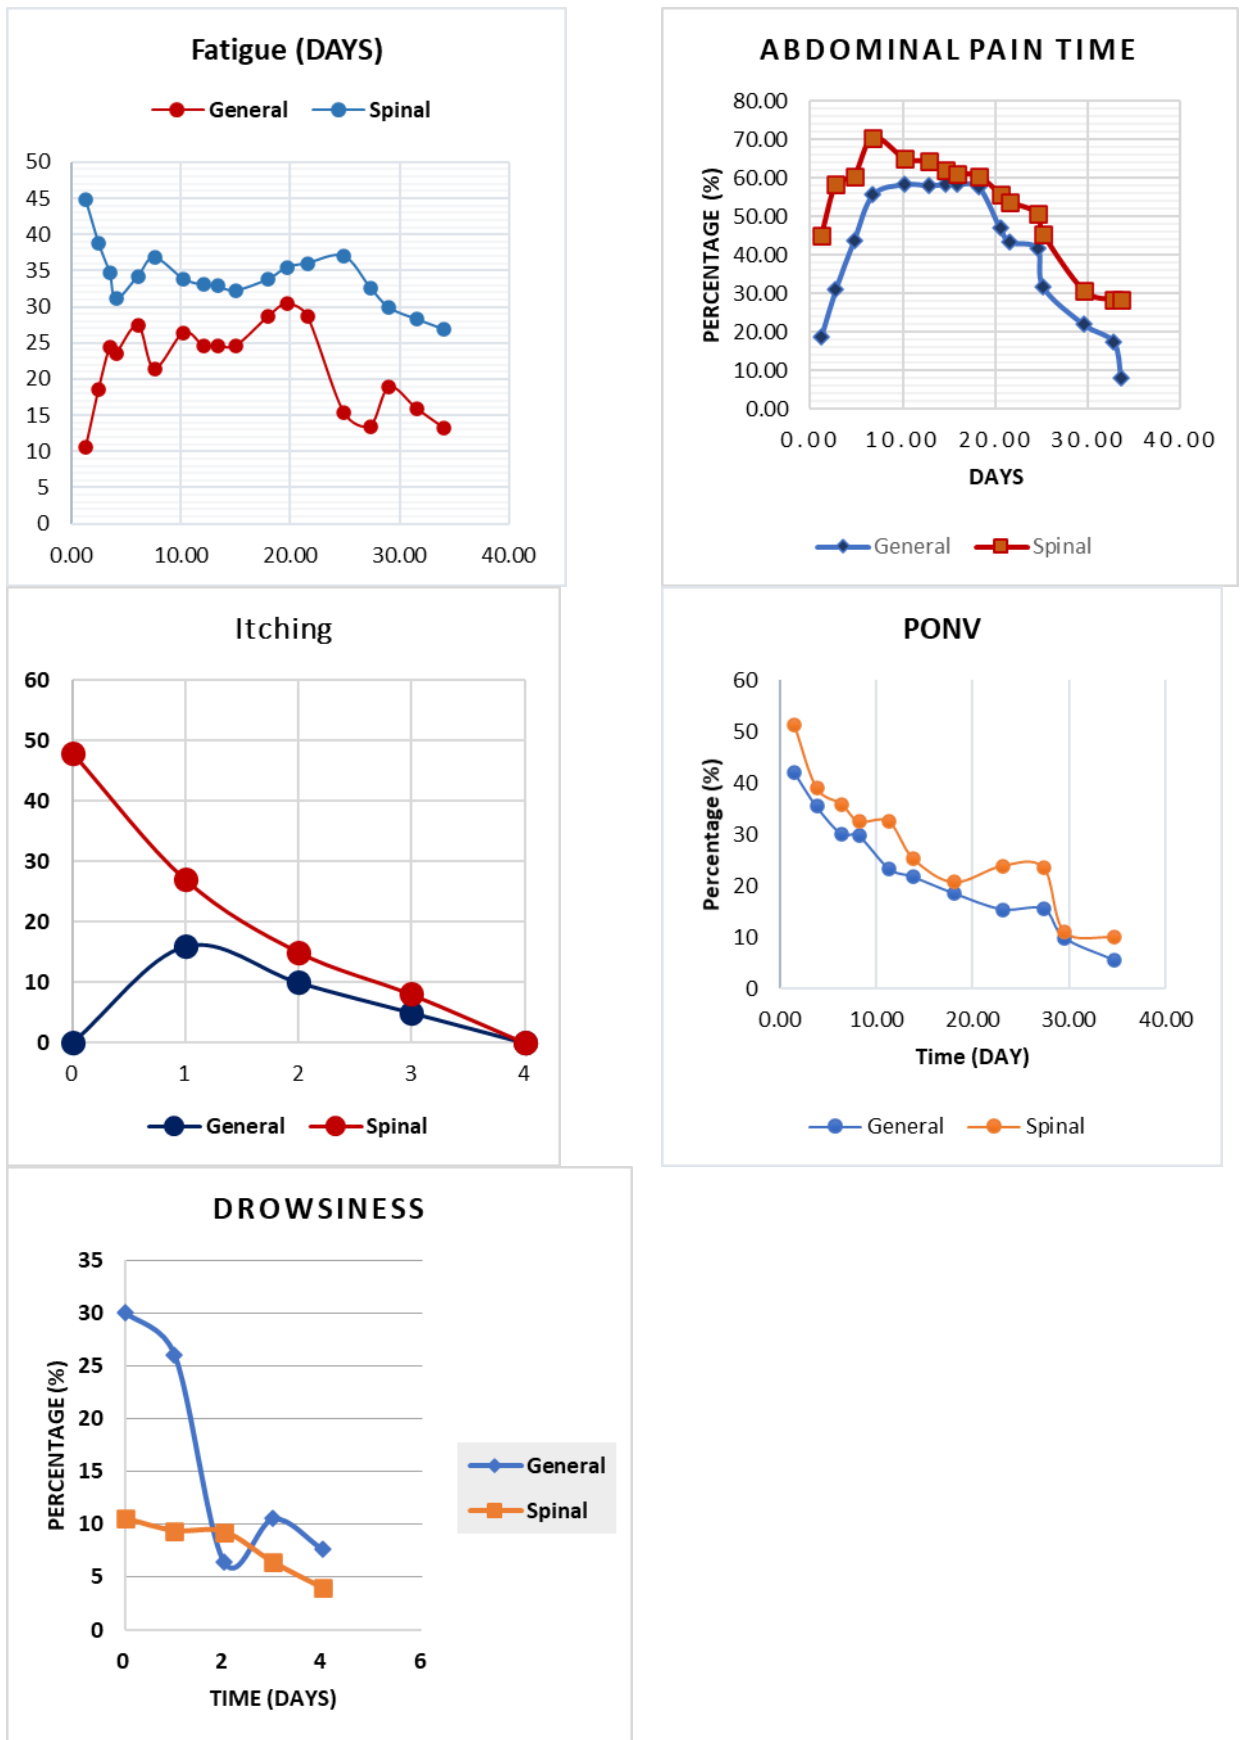 Fatigue (DAYS)
General Spinal
50
45
40
35
30
25
20
15
10
5
0
0.00 10.00 20.00 30.00 40.00
ABDOMINAL PAIN TIME
PERCENTAGE (%)
80.00
70.00
60.00
50.00
40.00
30.00
20.00
10.00
0.00
0.00 10.00 20.00 30.00 40.00
DAYS
General Spinal
Itching
60
50
40
30
20
10
0
0 1 2 3 4
General Spinal
PONV
Percentage (%)
60
50
40
30
20
10
0
0.00 10.00 20.00 30.00 40.00
Time (DAY)
General Spinal
DROWSINESS
PERCENTAGE (%)
35
30
25
20
15
10
5
0
0 2 4 6
TIME (DAYS)
General
Spinal